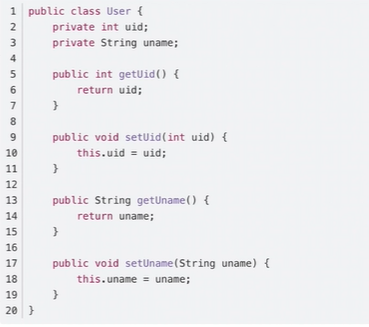 1 public class User {
2     private int uid;
3     private String uname;
4
5     public int getUid() {
6         return uid;
7     }
8
9     public void setUid(int uid) {
10         this.uid = uid;
11     }
12
13     public String getUname() {
14         return uname;
15     }
16
17     public void setUname(String uname) {
18         this.uname = uname;
19     }
20 }